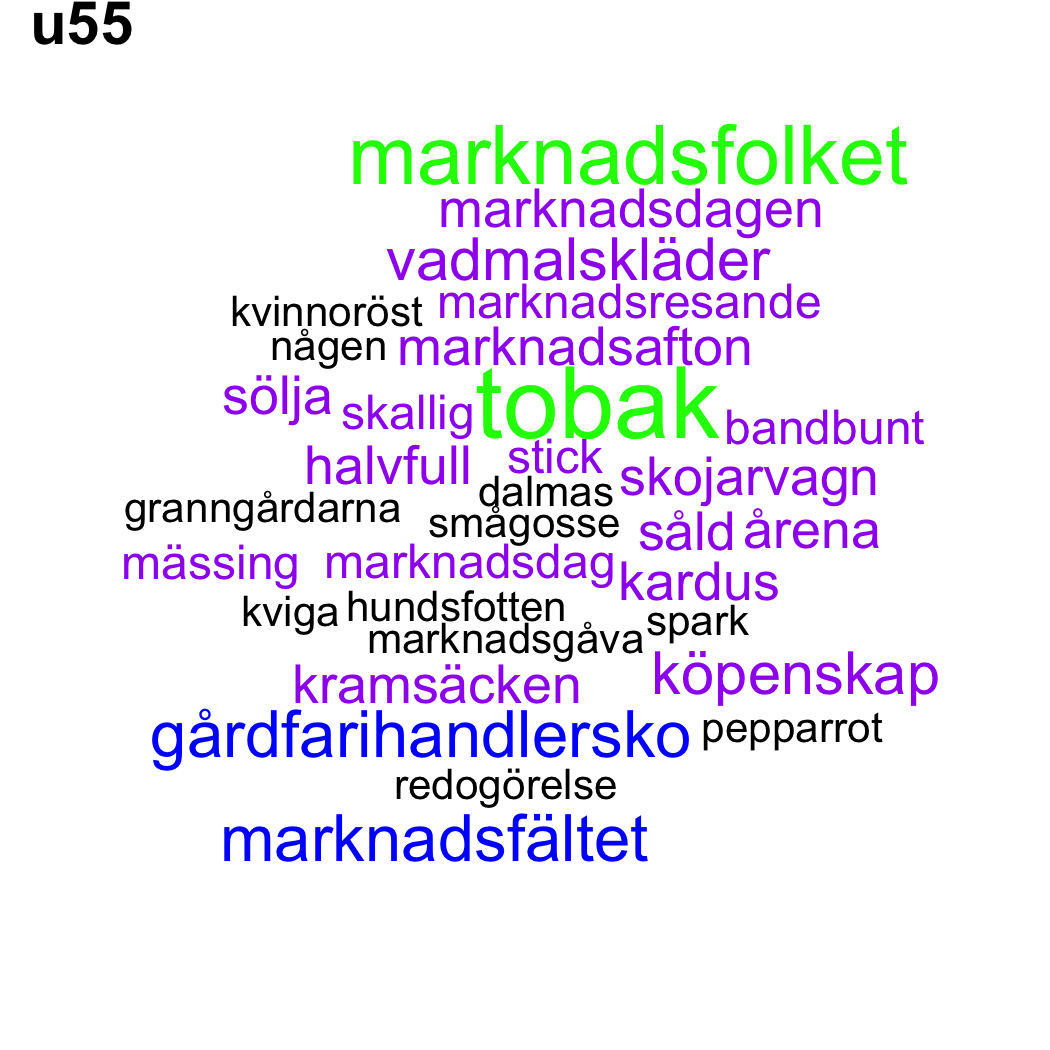 u55
marknadsfolket
marknadsdagen
vadmalskläder
kvinnoröst marknadsresande
någen marknadsafton
sölja skallig tobak bandbunt
halvfull stick skojarvagn
granngårdarna dalmas
smågosse såld årena
mässing marknadsdag kardus
kviga hundsfotten spark
marknadsgåva
kramsäcken köpenskap
gårdfarihandlersko pepparrot
redogörelse
marknadsfältet